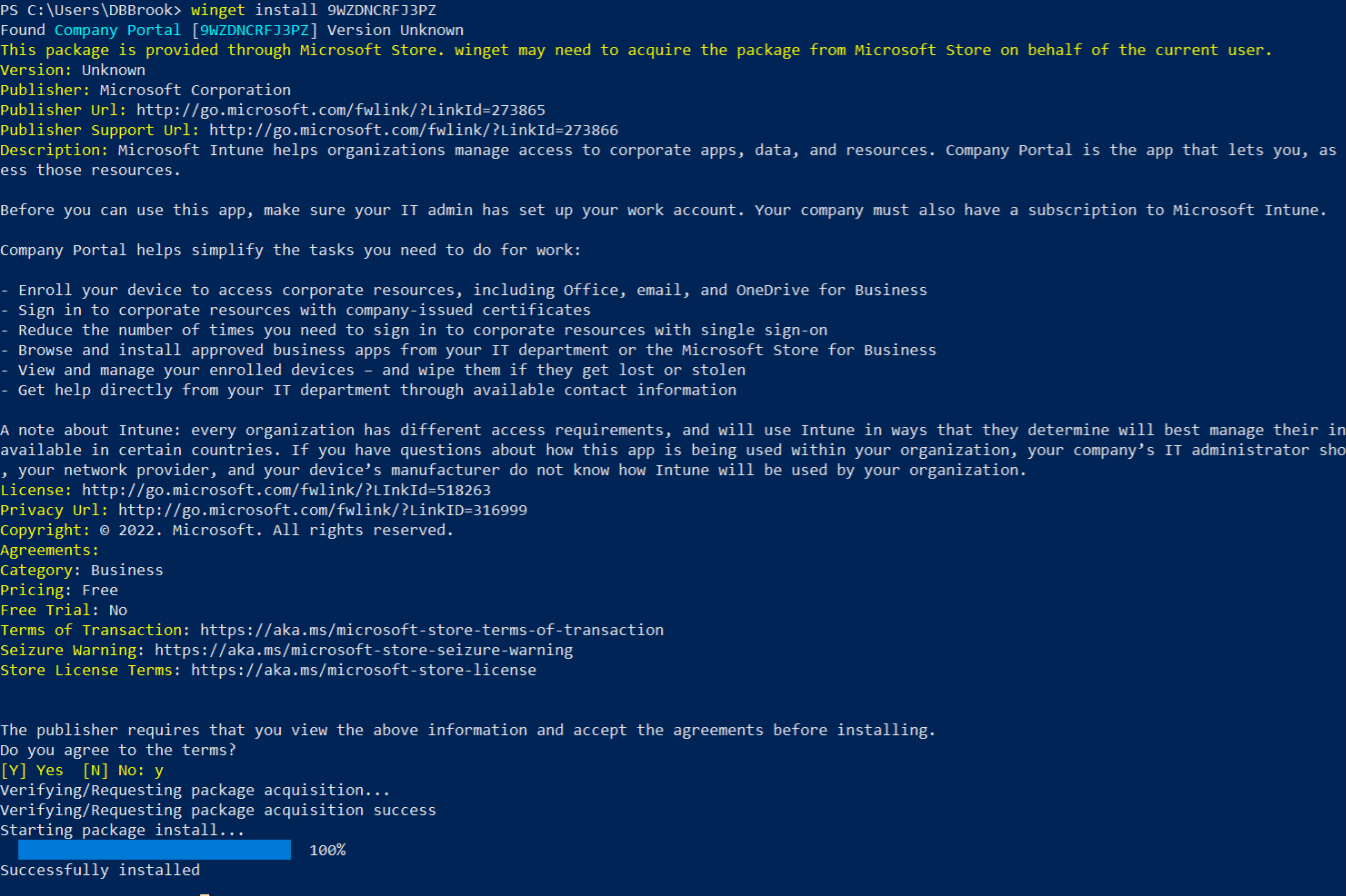 PS C:\Users\DBBrook> winget install 9WZDNCRFJ3PZ
Found Company Portal [9WZDNCRFJ3PZ] Version Unknown
This package is provided through Microsoft Store. winget may need to acquire the package from Microsoft Store on behalf of the current user.
Version: Unknown
Publisher: Microsoft Corporation
Publisher Url: http://go.microsoft.com/fwlink/?LinkId=273865
Publisher Support Url: http://go.microsoft.com/fwlink/?LinkId=273866
Description: Microsoft Intune helps organizations manage access to corporate apps, data, and resources. Company Portal is the app that lets you, as
ess those resources.
Before you can use this app, make sure your IT admin has set up your work account. Your company must also have a subscription to Microsoft Intune.
Company Portal helps simplify the tasks you need to do for work:
- Enroll your device to access corporate resources, including Office, email, and OneDrive for Business
- Sign in to corporate resources with company-issued certificates
- Reduce the number of times you need to sign in to corporate resources with single sign-on
- Browse and install approved business apps from your IT department or the Microsoft Store for Business
- View and manage your enrolled devices – and wipe them if they get lost or stolen
- Get help directly from your IT department through available contact information
A note about Intune: every organization has different access requirements, and will use Intune in ways that they determine will best manage their in
available in certain countries. If you have questions about how this app is being used within your organization, your company’s IT administrator sho
, your network provider, and your device’s manufacturer do not know how Intune will be used by your organization.
License: http://go.microsoft.com/fwlink/?LInkId=518263
Privacy Url: http://go.microsoft.com/fwlink/?LinkID=316999
Copyright: © 2022. Microsoft. All rights reserved.
Agreements:
Category: Business
Pricing: Free
Free Trial: No
Terms of Transaction: https://aka.ms/microsoft-store-terms-of-transaction
Seizure Warning: https://aka.ms/microsoft-store-seizure-warning
Store License Terms: https://aka.ms/microsoft-store-license
The publisher requires that you view the above information and accept the agreements before installing.
Do you agree to the terms?
[Y] Yes  [N] No: y
Verifying/Requesting package acquisition...
Verifying/Requesting package acquisition success
Starting package install...
100%
Successfully installed